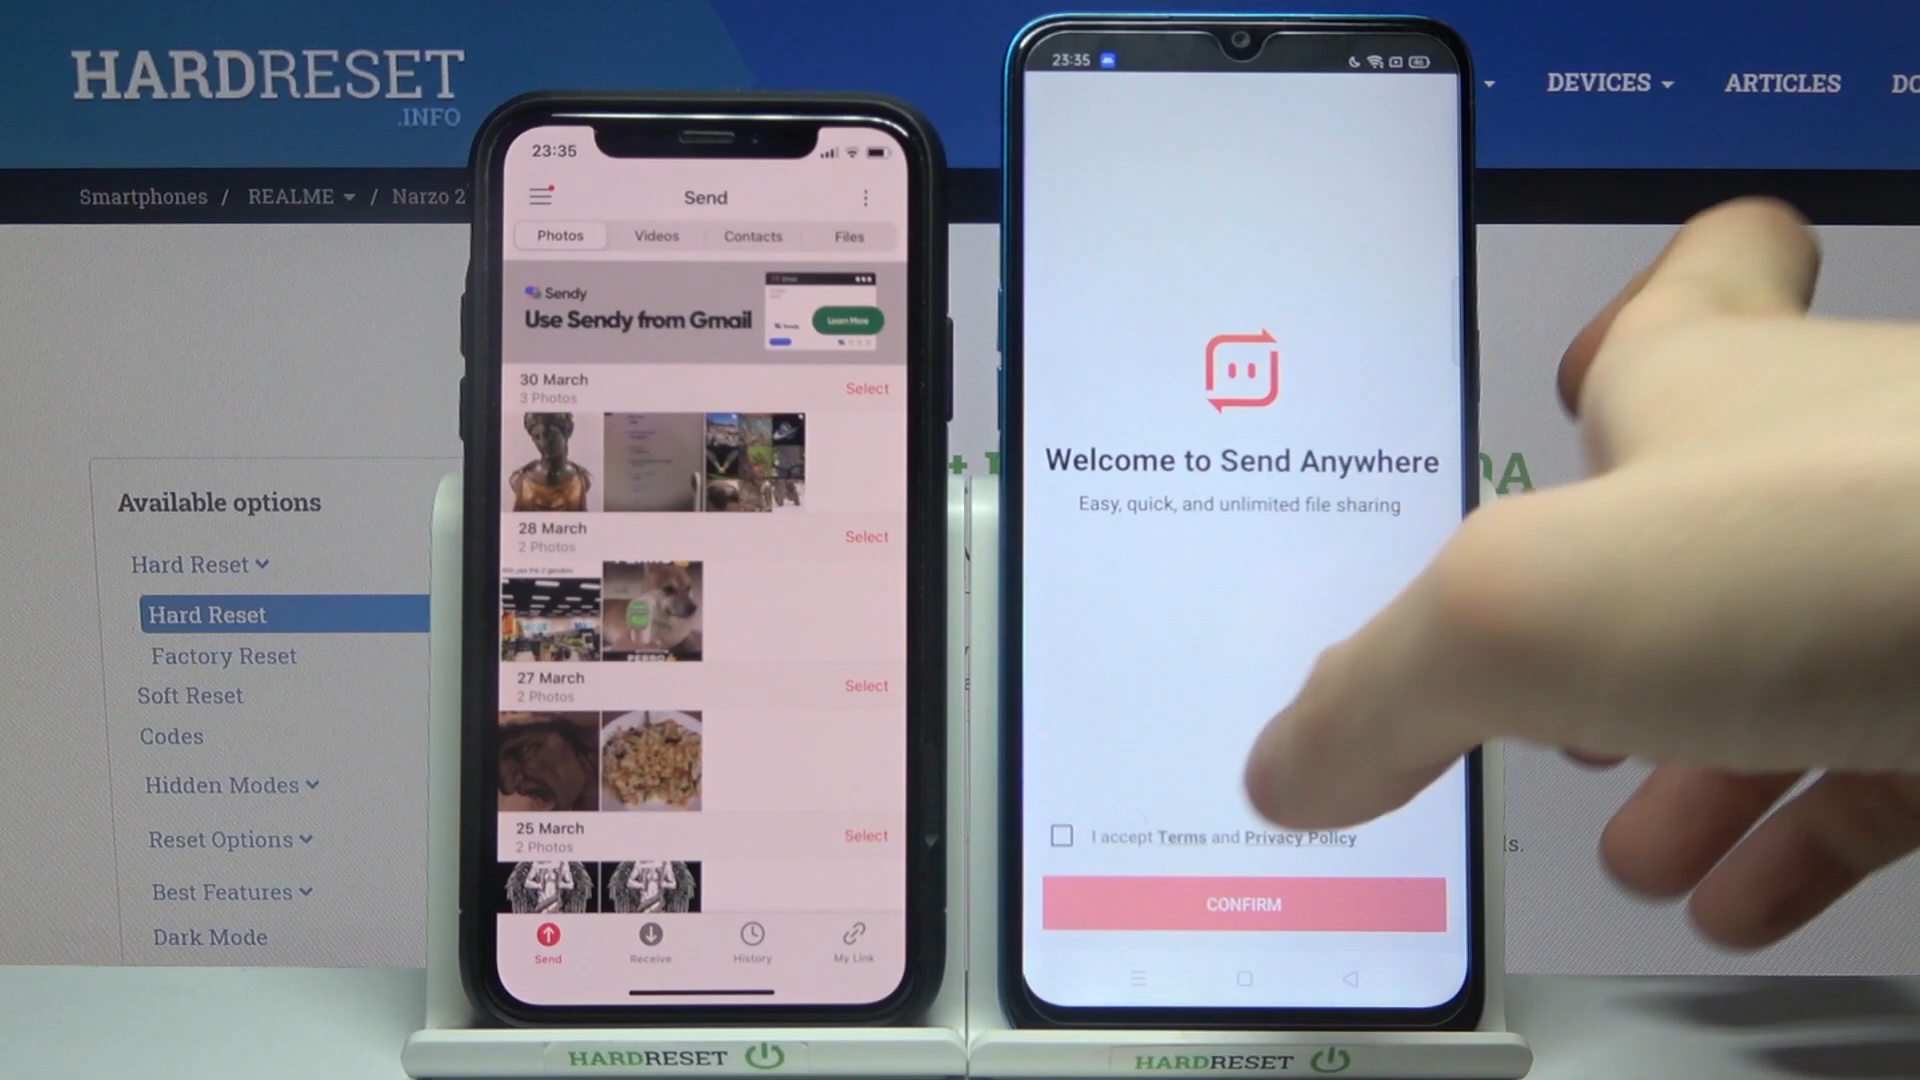 HARDRESET
.INFO
DEVICES
ARTICLES
Smartphones / REALME / Narzo
Available options
Hard Reset
Hard Reset
Factory Reset
Soft Reset
Codes
Hidden Modes
Reset Options
Best Features
Dark Mode
23:35
Send
Photos Videos Contacts Files
Sendy
Use Sendy from Gmail
Learn More
30 March
3 Photos
Select
28 March
2 Photos
Select
27 March
2 Photos
Select
25 March
2 Photos
Select
Send Receive History My Link
23:35
Welcome to Send Anywhere
Easy, quick, and unlimited file sharing
I accept Terms and Privacy Policy
CONFIRM
HARDRESET
HARDRESET